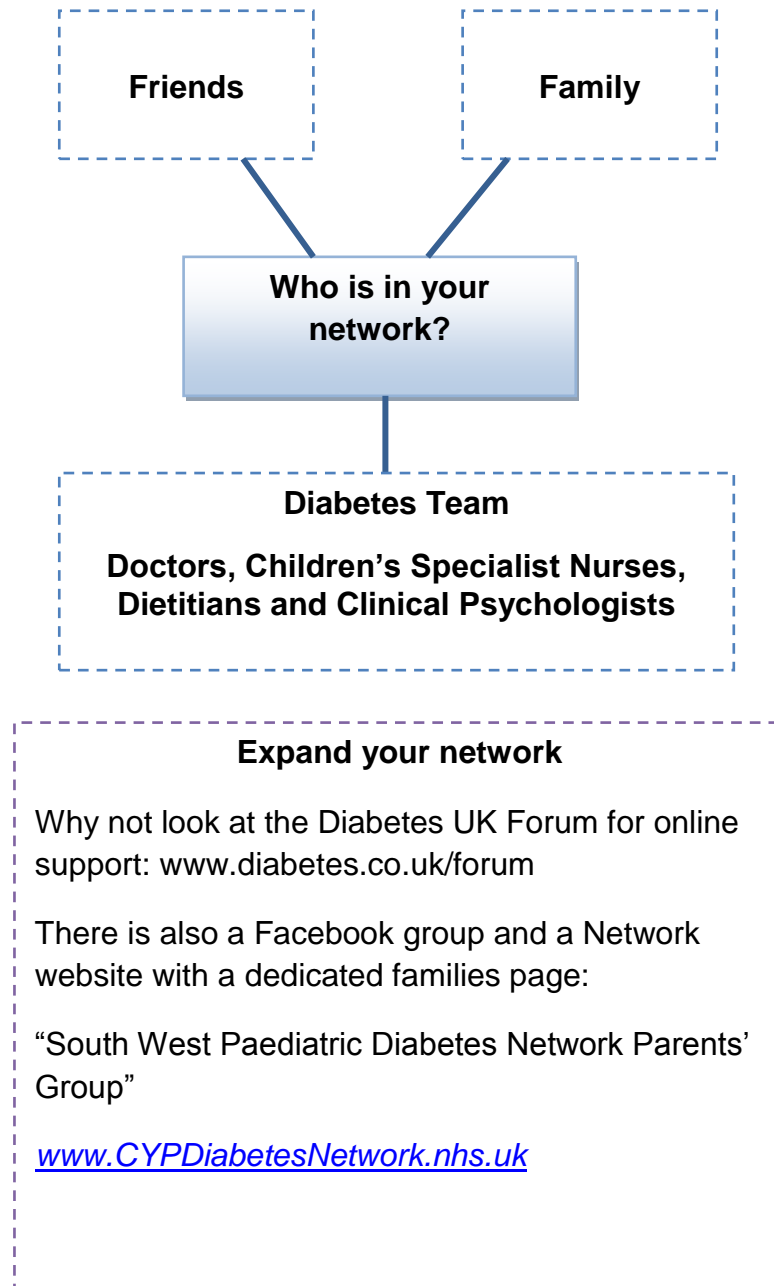 Friends
Family
Who is in your
network?
Diabetes Team
Doctors, Children’s Specialist Nurses,
Dietitians and Clinical Psychologists
Expand your network
Why not look at the Diabetes UK Forum for online
support: www.diabetes.co.uk/forum
There is also a Facebook group and a Network
website with a dedicated families page:
“South West Paediatric Diabetes Network Parents’
Group”
www.CYPDiabetesNetwork.nhs.uk